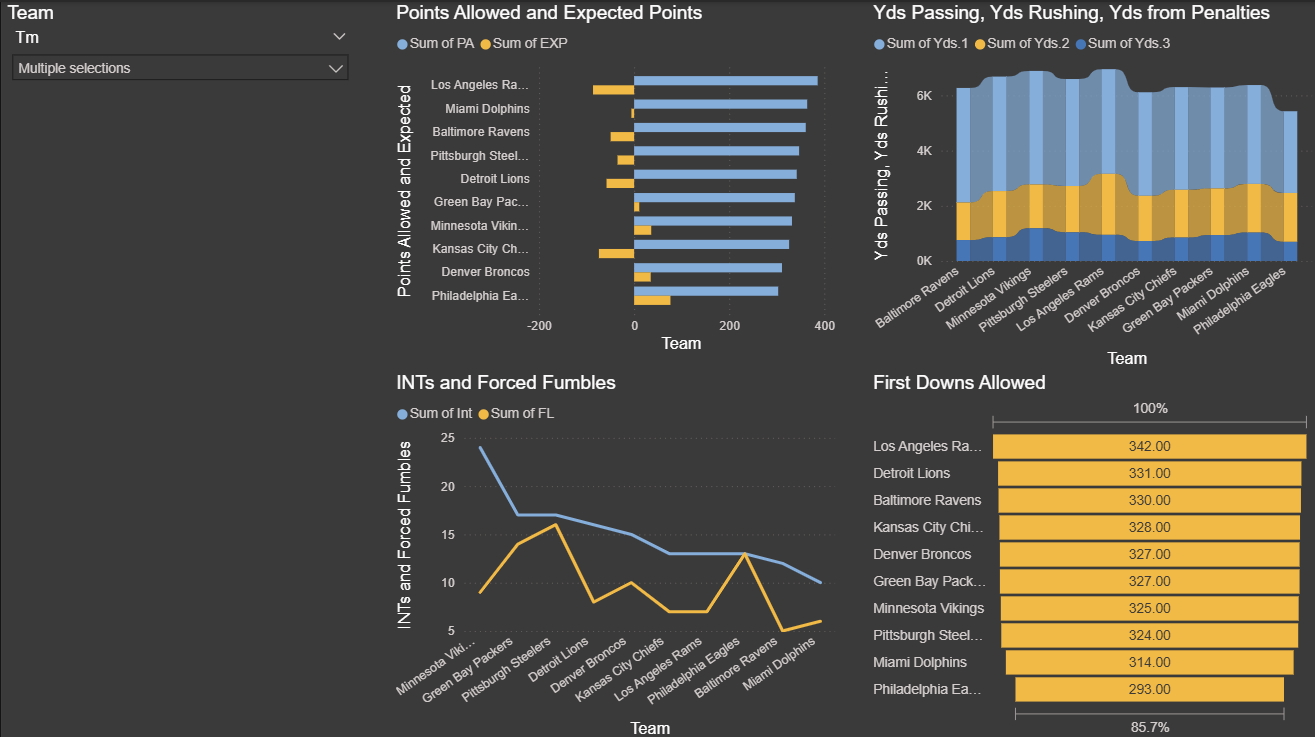 Team
Tm
Multiple selections
Points Allowed and Expected Points
Sum of PA Sum of EXP
Points Allowed and Expected
Los Angeles Ra...
Miami Dolphins
Baltimore Ravens
Pittsburgh Steel...
Detroit Lions
Green Bay Pac...
Minnesota Vikin...
Kansas City Ch...
Denver Broncos
Philadelphia Ea...
-200 0 200 400
Team
Yds Passing, Yds Rushing, Yds from Penalties
Sum of Yds.1 Sum of Yds.2 Sum of Yds.3
Yds Passing, Yds Rushi...
6K
4K
2K
0K
Baltimore Ravens
Detroit Lions
Minnesota Vikings
Pittsburgh Steelers
Los Angeles Rams
Denver Broncos
Kansas City Chiefs
Green Bay Packers
Miami Dolphins
Philadelphia Eagles
Team
INTs and Forced Fumbles
Sum of Int Sum of FL
INTs and Forced Fumbles
25
20
15
10
5
Minnesota Viki...
Green Bay Packers
Pittsburgh Steelers
Detroit Lions
Denver Broncos
Kansas City Chiefs
Los Angeles Rams
Philadelphia Eagles
Baltimore Ravens
Miami Dolphins
Team
First Downs Allowed
100%
Los Angeles Ra... 342.00
Detroit Lions 331.00
Baltimore Ravens 330.00
Kansas City Chi... 328.00
Denver Broncos 327.00
Green Bay Pack... 327.00
Minnesota Vikings 325.00
Pittsburgh Steel... 324.00
Miami Dolphins 314.00
Philadelphia Ea... 293.00
85.7%